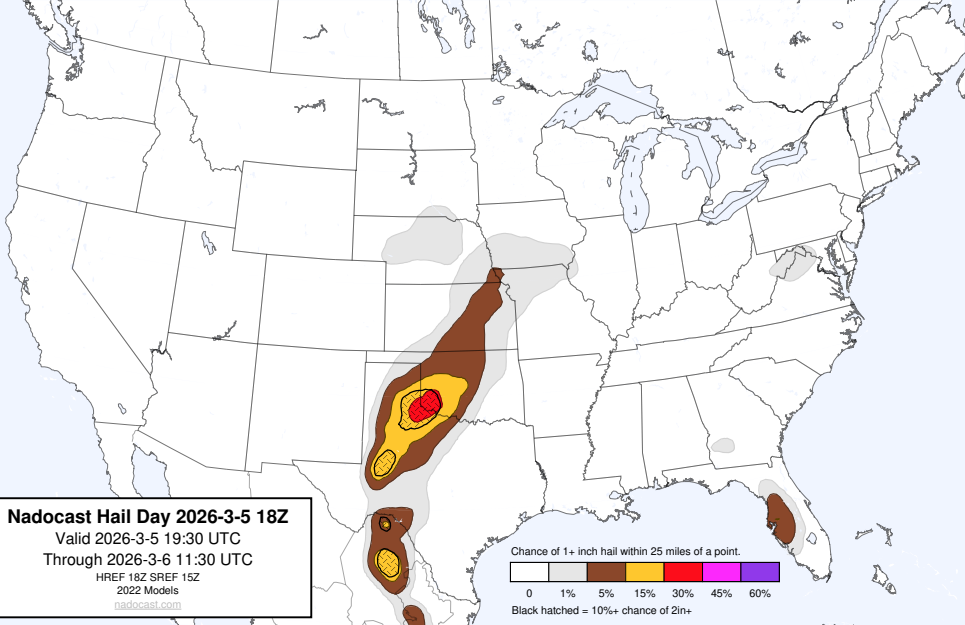 Nadocast Hail Day 2026-3-5 18Z
Valid 2026-3-5 19:30 UTC
Through 2026-3-6 11:30 UTC
HREF 18Z SREF 15Z
2022 Models
nadocast.com
Chance of 1+ inch hail within 25 miles of a point.
0 1% 5% 15% 30% 45% 60%
Black hatched = 10%+ chance of 2in+